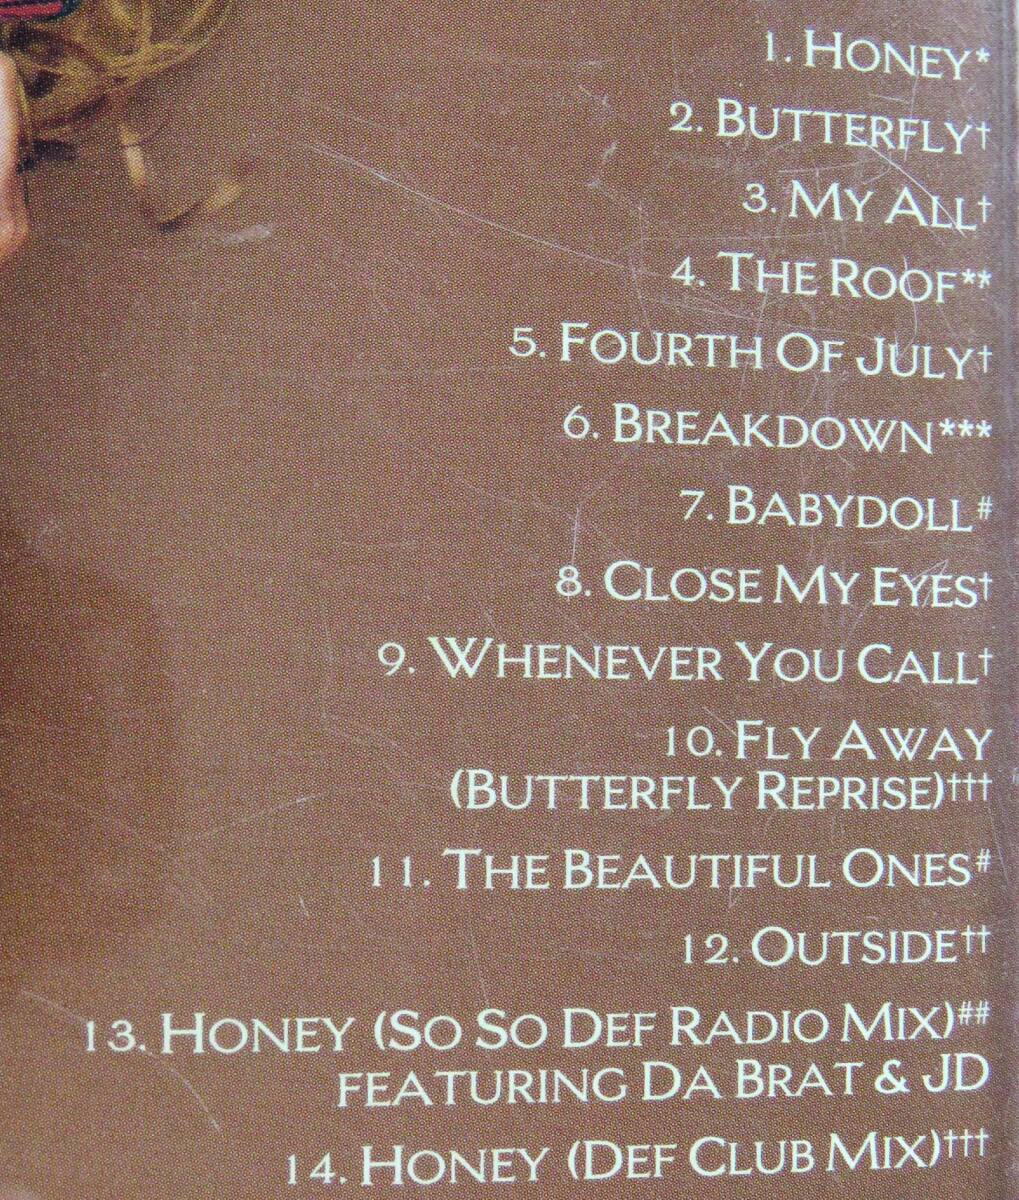 1. HONEY*
2. BUTTERFLY†
3. MY ALL†
4. THE ROOF**
5. FOURTH OF JULY†
6. BREAKDOWN***
7. BABYDOLL#
8. CLOSE MY EYES†
9. WHENEVER YOU CALL†
10. FLY AWAY
(BUTTERFLY REPRISE)†††
11. THE BEAUTIFUL ONES#
12. OUTSIDE††
13. HONEY (SO SO DEF RADIO MIX)##
FEATURING DA BRAT & JD
14. HONEY (DEF CLUB MIX)†††